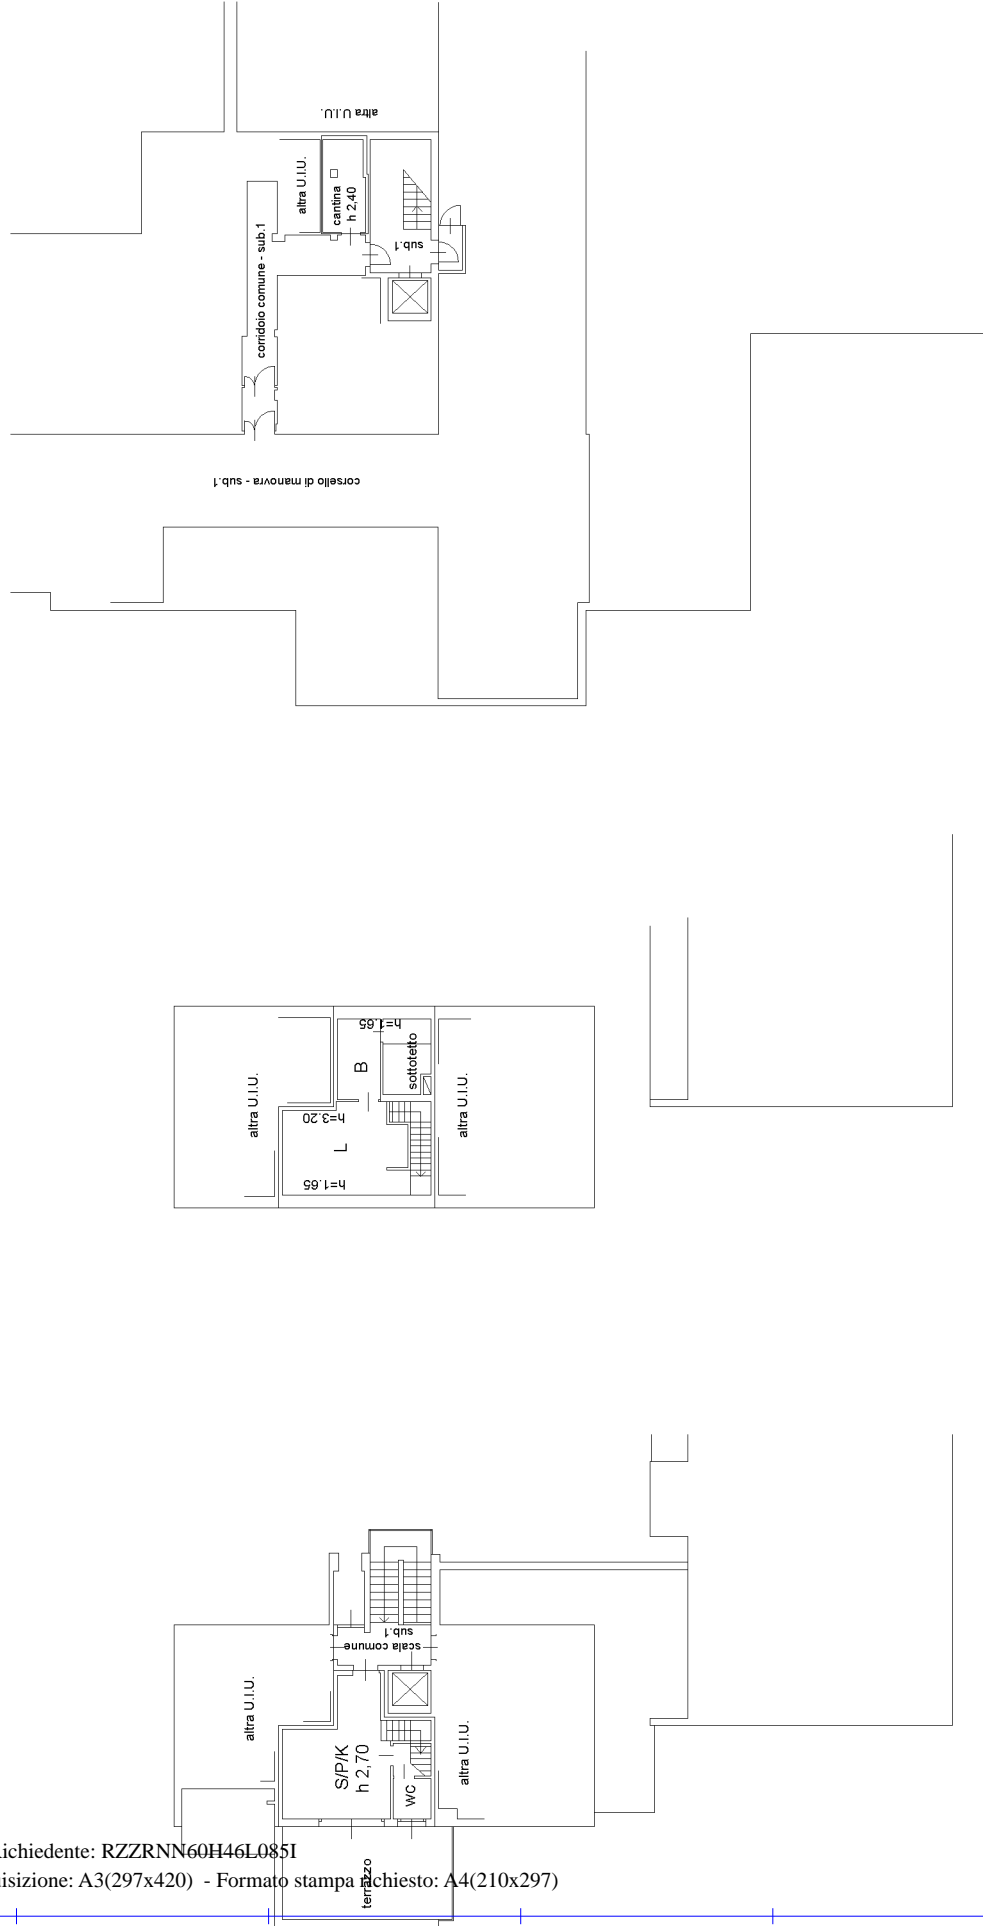 altra U.I.U.
altra U.I.U.
cantina
h 2,40
sub.1
corridoio comune - sub.1
corsello di manovra - sub.1
h=1.65
B
sottotetto
altra U.I.U.
altra U.I.U.
h=3.20
L
h=1.65
sub.1
scala comune
altra U.I.U.
S/P/K
h 2,70
WC
altra U.I.U.
terrazzo
ichiedente: RZZRNN60H46L085I
isizione: A3(297x420) - Formato stampa richiesto: A4(210x297)